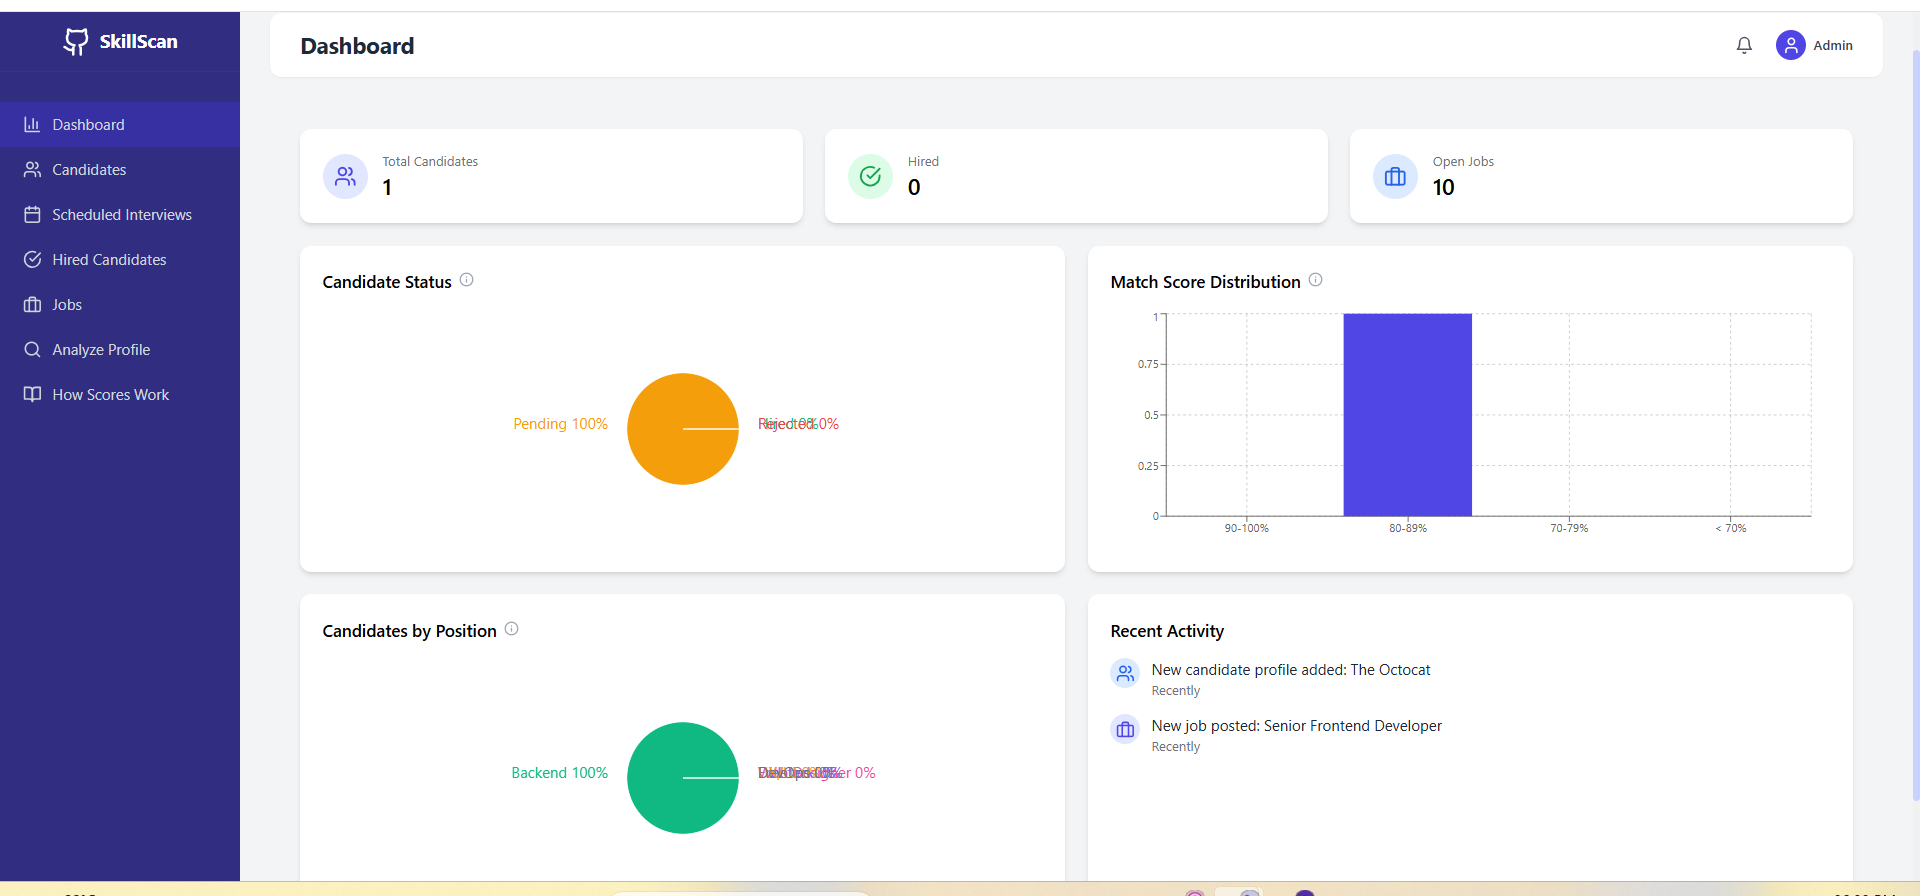 SkillScan
Dashboard
Admin
Dashboard
Candidates
Scheduled Interviews
Hired Candidates
Jobs
Analyze Profile
How Scores Work
Total Candidates
1
Hired
0
Open Jobs
10
Candidate Status
Pending 100%
Rejected 0%
Match Score Distribution
1
0.75
0.5
0.25
0
90-100%
80-89%
70-79%
< 70%
Candidates by Position
Backend 100%
Recent Activity
New candidate profile added: The Octocat
Recently
New job posted: Senior Frontend Developer
Recently